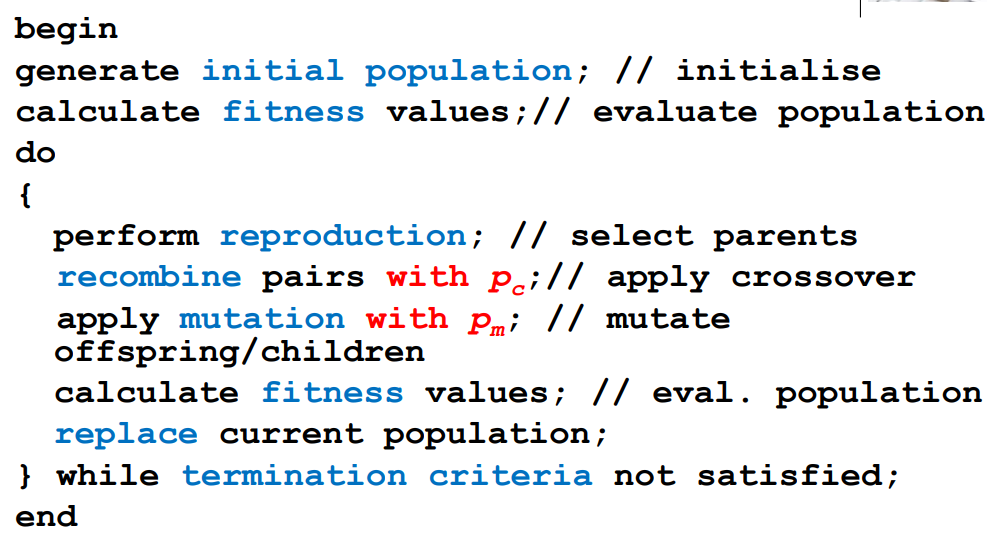 begin
generate initial population; // initialise
calculate fitness values;// evaluate population
do
{
perform reproduction; // select parents
recombine pairs with pc;// apply crossover
apply mutation with pm; // mutate
offspring/children
calculate fitness values; // eval. population
replace current population;
} while termination criteria not satisfied;
end